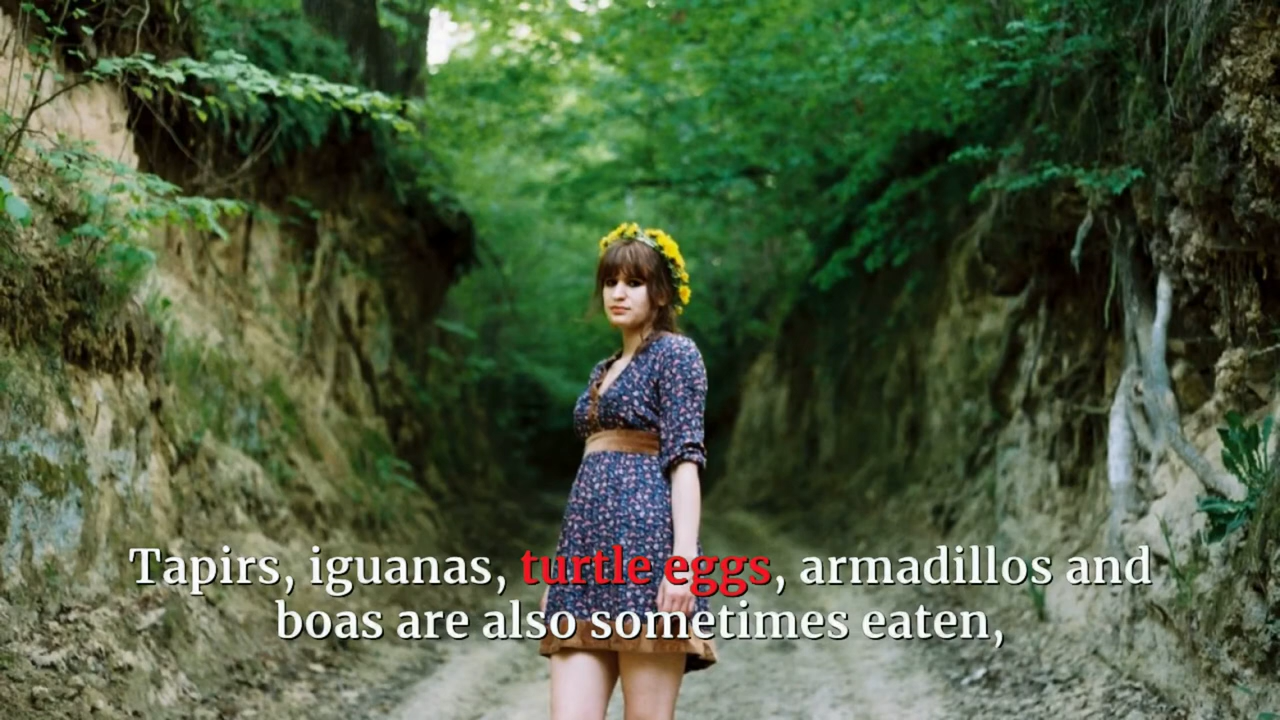 Tapirs, iguanas, turtle eggs, armadillos and
boas are also sometimes eaten,